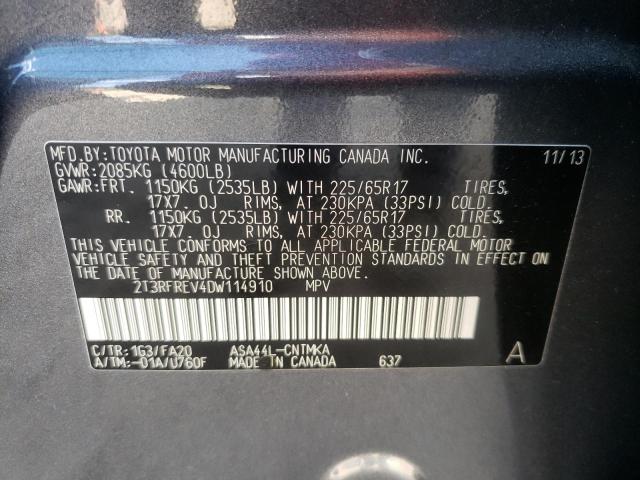 MFD.BY:TOYOTA MOTOR MANUFACTURING CANADA INC. 11/13
GVWR:2085KG (4600LB)
GAWR:FRT. 1150KG (2535LB) WITH 225/65R17 TIRES,
17X7.0J RIMS, AT 230KPA (33PSI) COLD.
RR. 1150KG (2535LB) WITH 225/65R17 TIRES,
17X7.0J RIMS, AT 230KPA (33PSI) COLD.
THIS VEHICLE CONFORMS TO ALL APPLICABLE FEDERAL MOTOR
VEHICLE SAFETY AND THEFT PREVENTION STANDARDS IN EFFECT
ON THE DATE OF MANUFACTURE SHOWN ABOVE.
2T3RFREV4DW114910 MPV
C/TR:1G3/FA20 ASA44L-CNTMKA A
A/TM:-01A/U760F MADE IN CANADA 637